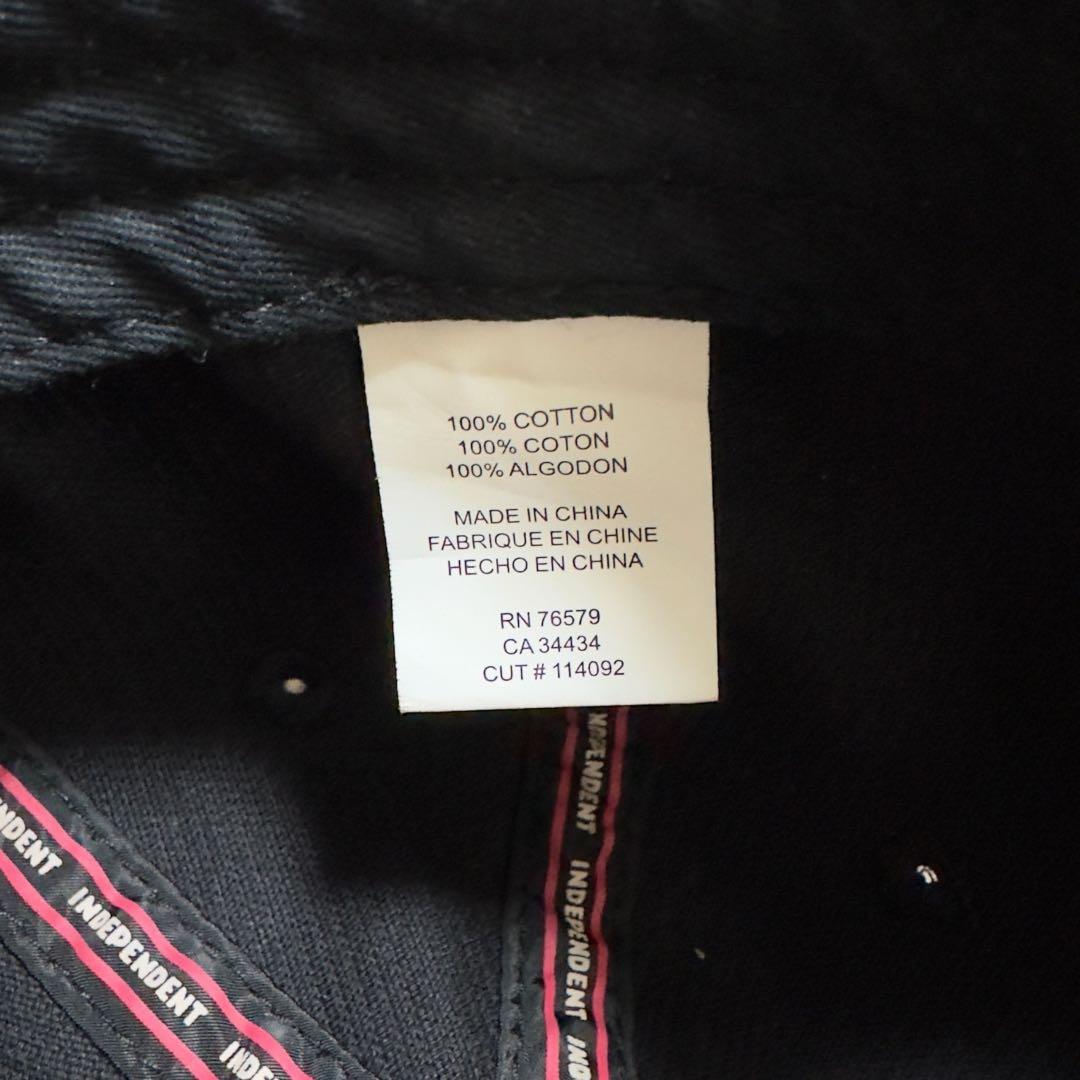 100% COTTON
100% COTON
100% ALGODON
MADE IN CHINA
FABRIQUE EN CHINE
HECHO EN CHINA
RN 76579
CA 34434
CUT # 114092
INDEPENDENT
INDEPENDENT
INDEPENDENT